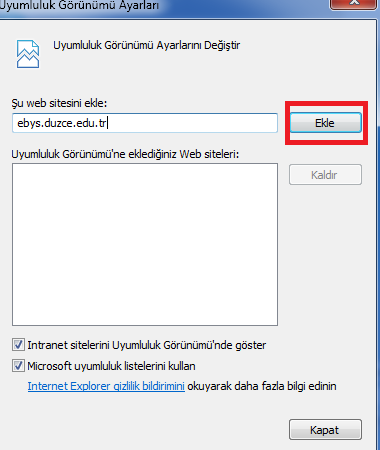 Uyumluluk Görünümü Ayarları
Uyumluluk Görünümü Ayarlarını Değiştir
Şu web sitesini ekle:
ebys.duzce.edu.tr
Ekle
Uyumluluk Görünümü'ne eklediğiniz Web siteleri:
Kaldır
Intranet sitelerini Uyumluluk Görünümü'nde göster
Microsoft uyumluluk listelerini kullan
Internet Explorer gizlilik bildirimini okuyarak daha fazla bilgi edinin
Kapat